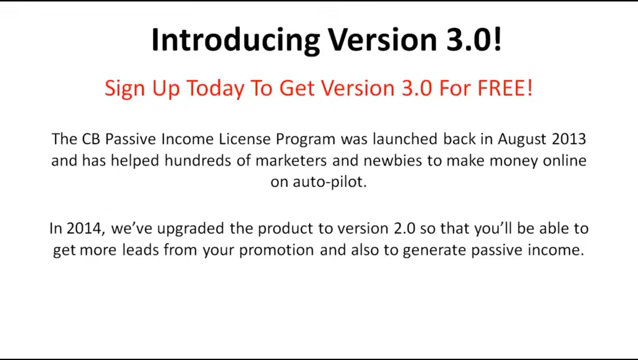 Introducing Version 3.0!
Sign Up Today To Get Version 3.0 For FREE!
The CB Passive Income License Program was launched back in August 2013
and has helped hundreds of marketers and newbies to make money online
on auto-pilot.
In 2014, we've upgraded the product to version 2.0 so that you'll be able to
get more leads from your promotion and also to generate passive income.